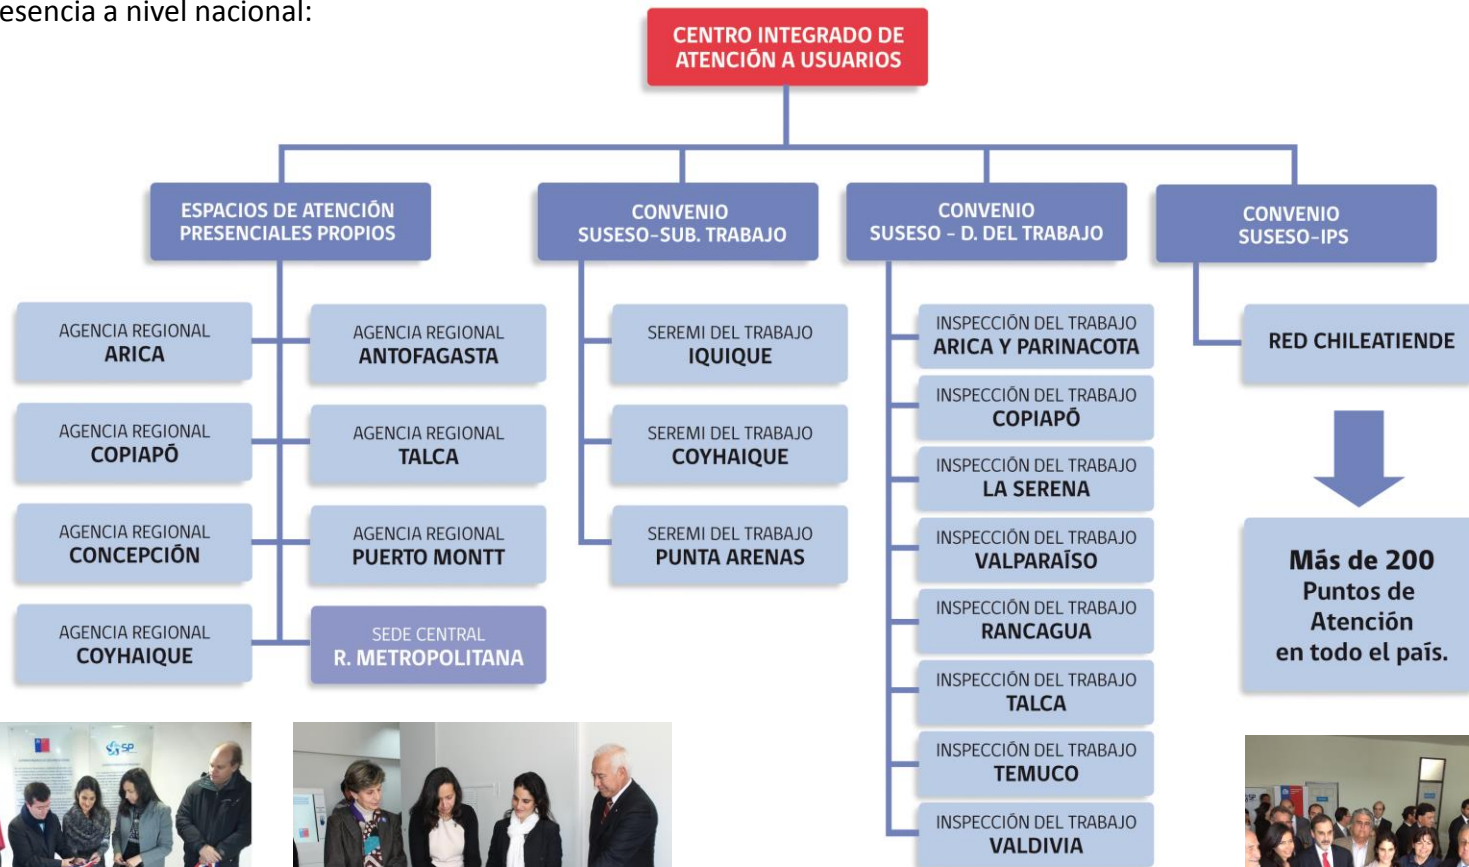 esencia a nivel nacional:
CENTRO INTEGRADO DE
ATENCIÓN A USUARIOS
ESPACIOS DE ATENCIÓN
PRESENCIALES PROPIOS
AGENCIA REGIONAL
ARICA
AGENCIA REGIONAL
ANTOFAGASTA
AGENCIA REGIONAL
COPIAPÓ
AGENCIA REGIONAL
TALCA
AGENCIA REGIONAL
CONCEPCIÓN
AGENCIA REGIONAL
PUERTO MONTT
AGENCIA REGIONAL
COYHAIQUE
SEDE CENTRAL
R. METROPOLITANA
CONVENIO
SUSESO-SUB. TRABAJO
SEREMI DEL TRABAJO
IQUIQUE
SEREMI DEL TRABAJO
COYHAIQUE
SEREMI DEL TRABAJO
PUNTA ARENAS
CONVENIO
SUSESO - D. DEL TRABAJO
INSPECCIÓN DEL TRABAJO
ARICA Y PARINACOTA
INSPECCIÓN DEL TRABAJO
COPIAPÓ
INSPECCIÓN DEL TRABAJO
LA SERENA
INSPECCIÓN DEL TRABAJO
VALPARAÍSO
INSPECCIÓN DEL TRABAJO
RANCAGUA
INSPECCIÓN DEL TRABAJO
TALCA
INSPECCIÓN DEL TRABAJO
TEMUCO
INSPECCIÓN DEL TRABAJO
VALDIVIA
CONVENIO
SUSESO-IPS
RED CHILEATIENDE
Más de 200
Puntos de
Atención
en todo el país.
SP
SP